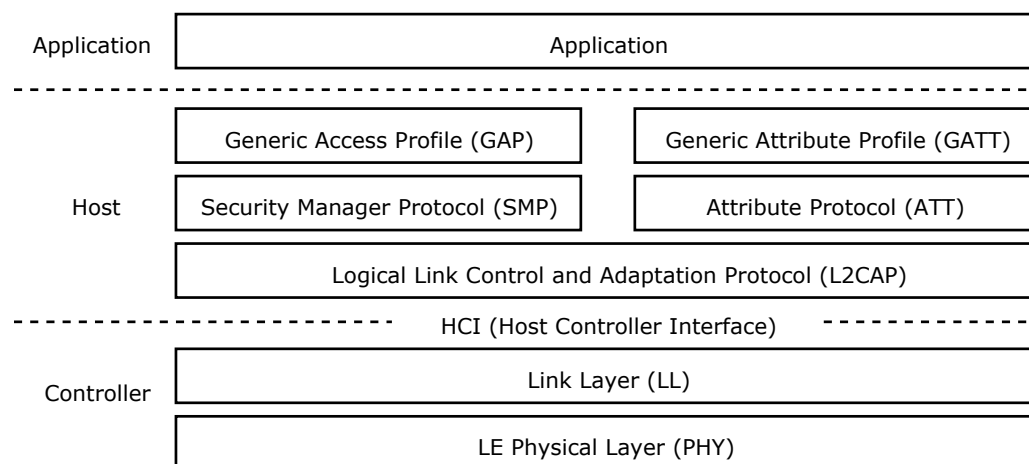 Application
Application
Generic Access Profile (GAP)
Generic Attribute Profile (GATT)
Host
Security Manager Protocol (SMP)
Attribute Protocol (ATT)
Logical Link Control and Adaptation Protocol (L2CAP)
HCI (Host Controller Interface)
Controller
Link Layer (LL)
LE Physical Layer (PHY)